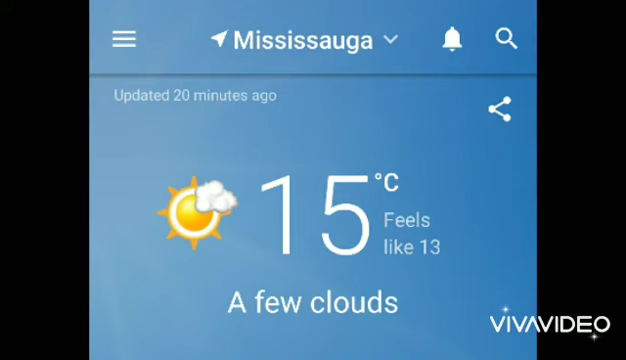 Mississauga
Updated 20 minutes ago
15°C
Feels
like 13
A few clouds
VIVAVIDEO